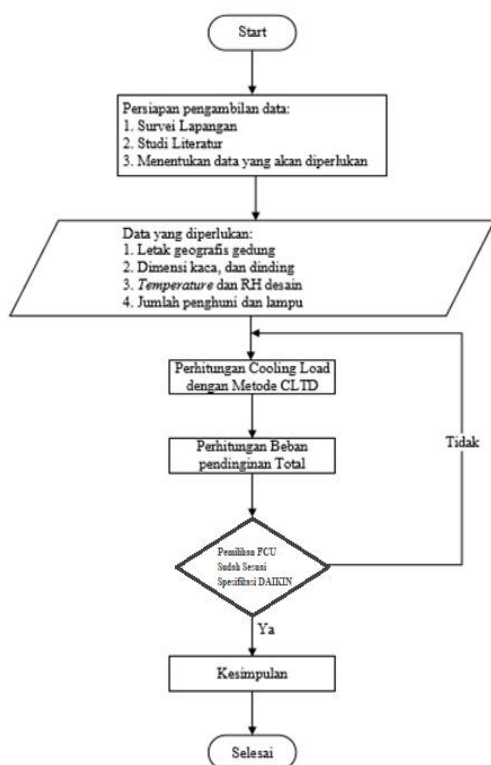 Start
Persiapan pengambilan data:
1. Survei Lapangan
2. Studi Literatur
3. Menentukan data yang akan diperlukan
Data yang diperlukan:
1. Letak geografis gedung
2. Dimensi kaca, dan dinding
3. Temperature dan RH desain
4. Jumlah penghuni dan lampu
Perhitungan Cooling Load
dengan Metode CLTD
Perhitungan Beban
pendinginan Total
Tidak
Pemilihan FCU
Sudah Sesuai
Spesifikasi DAIKIN
Ya
Kesimpulan
Selesai